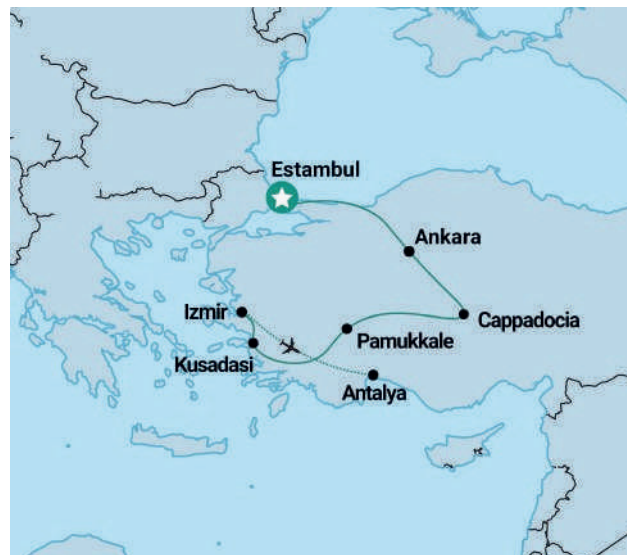 Estambul
Ankara
Izmir
Cappadocia
Pamukkale
Kusadasi
Antalya